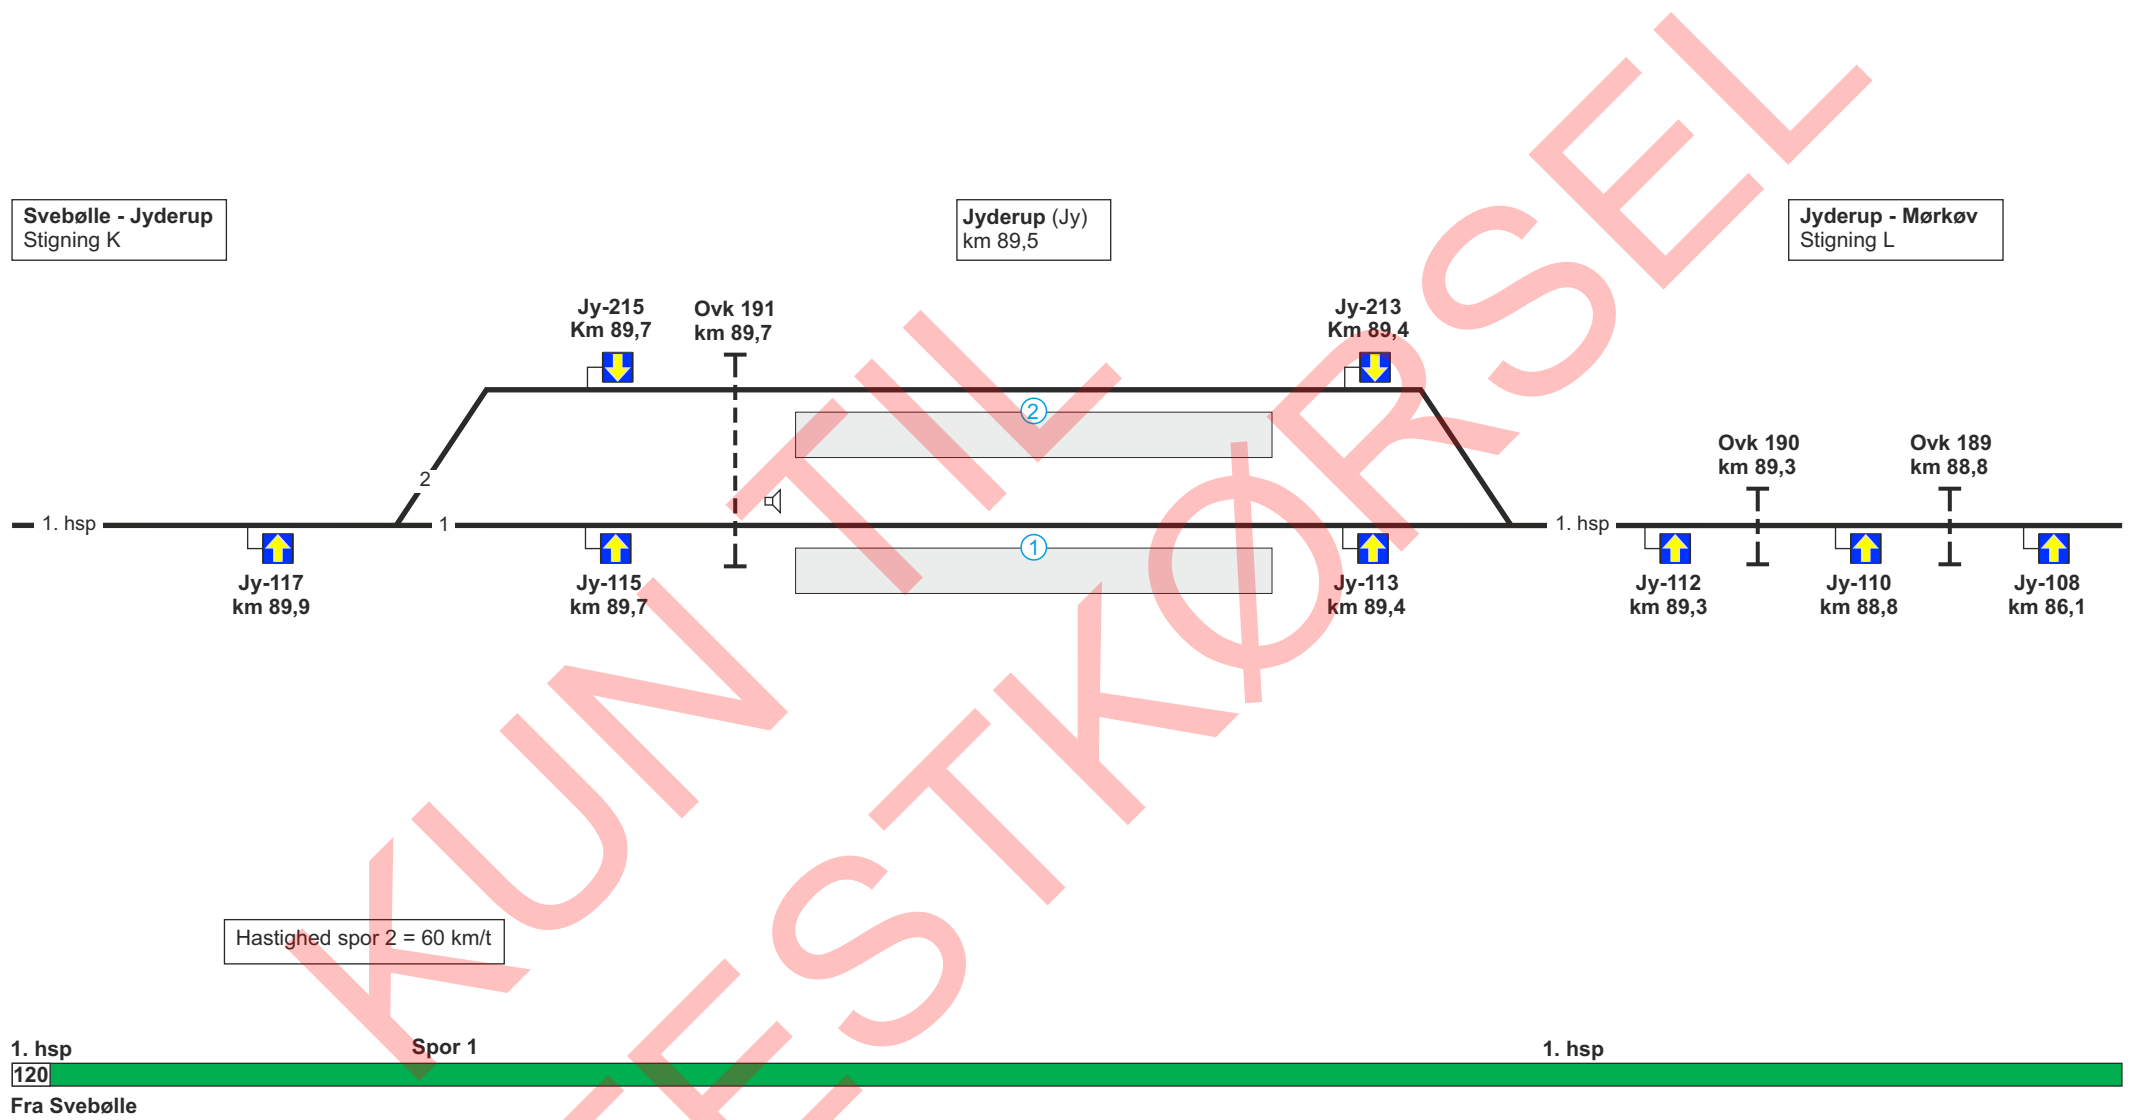 Svebølle - Jyderup
Stigning K
Jyderup (Jy)
km 89,5
Jyderup - Mørkøv
Stigning L
Jy-215
Km 89,7
Ovk 191
km 89,7
Jy-213
Km 89,4
2
Ovk 190
km 89,3
Ovk 189
km 88,8
2
1. hsp
1
1. hsp
1
Jy-117
km 89,9
Jy-115
km 89,7
Jy-113
km 89,4
Jy-112
km 89,3
Jy-110
km 88,8
Jy-108
km 86,1
KUN TIL
TESTKØRSEL
Hastighed spor 2 = 60 km/t
1. hsp
Spor 1
1. hsp
120
Fra Svebølle